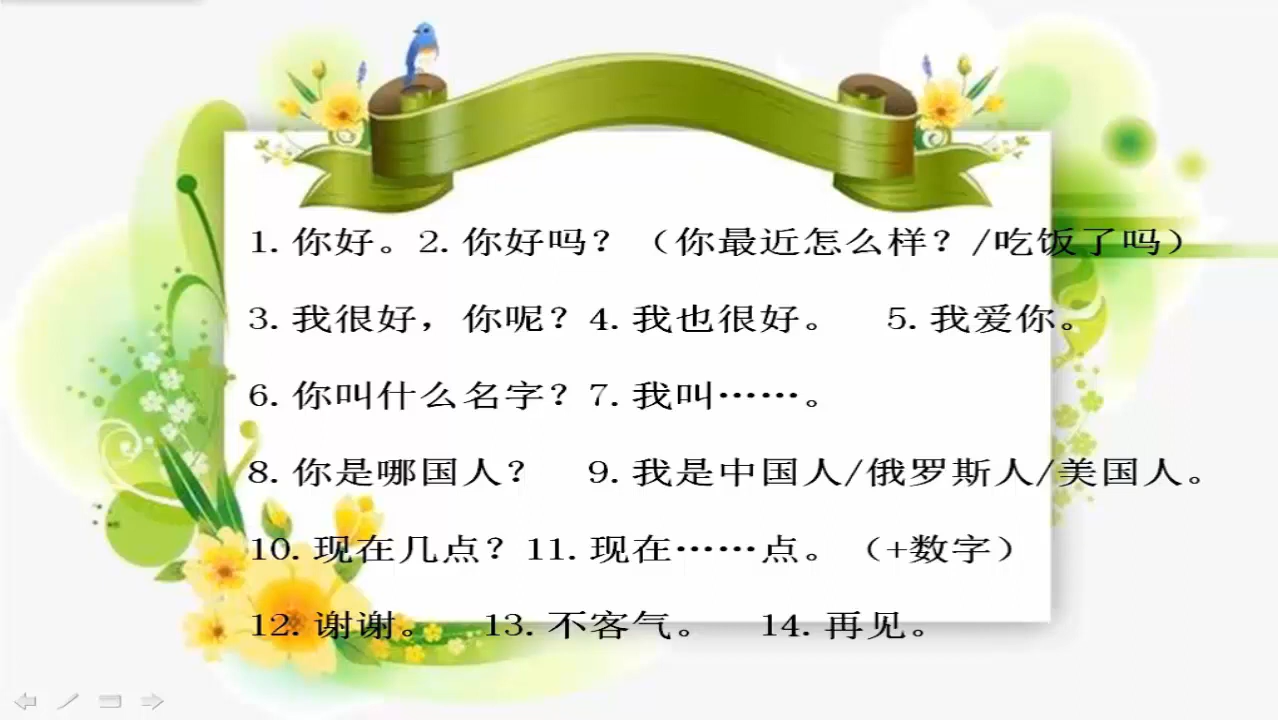 1.你好。2.你好吗？（你最近怎么样？/吃饭了吗）
3.我很好，你呢？4.我也很好。 5.我爱你。
6.你叫什么名字？7.我叫……。
8.你是哪国人？ 9.我是中国人/俄罗斯人/美国人。
10.现在几点？11.现在……点。（+数字）
12.谢谢。 13.不客气。 14.再见。